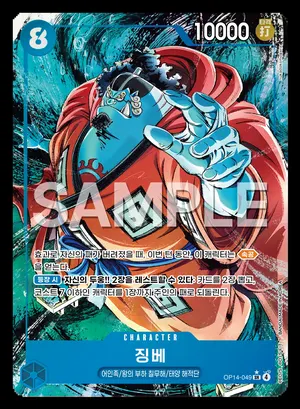 8
10000
打
SAMPLE
효과로 자신의 패가 버려졌을 때, 이번 턴 동안, 이 캐릭터는 속공
을 얻는다.
등장 시 자신의 두웅!! 2장을 레스트할 수 있다: 카드를 2장 뽑고,
코스트 7 이하인 캐릭터를 1장까지 주인의 패로 되돌린다.
CHARACTER
징베
어인족/왕의 부하 칠무해/태양 해적단
OP14-049 SR 4